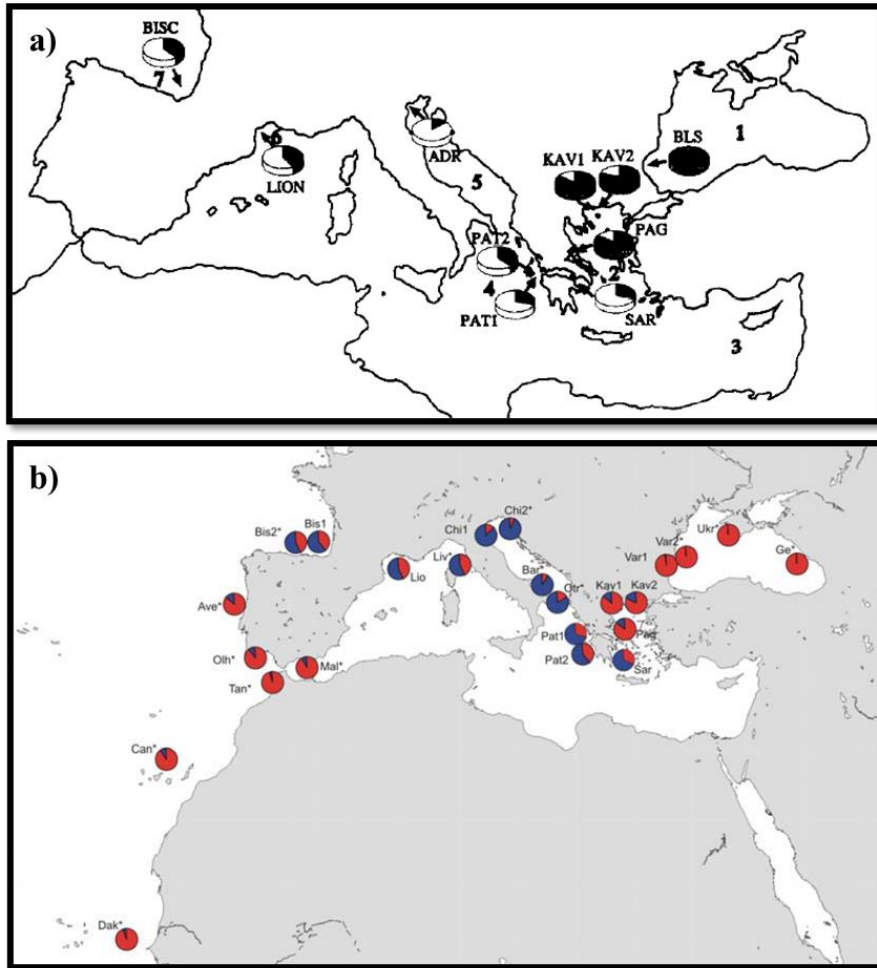 a)
BISC
7
6
LION
ADR
5
KAV1
KAV2
BLS
1
PAG
2
PAT2
4
PAT1
SAR
3
b)
Bis2*
Bis1
Chi1
Chi2*
Ukr*
Var2*
Var1
Ge*
Lio
Liv*
Bar*
Otr*
Kav1
Kav2
Ave*
Pat1
Pag
Olh*
Mal*
Pat2
Sar
Tan*
Can*
Dak*